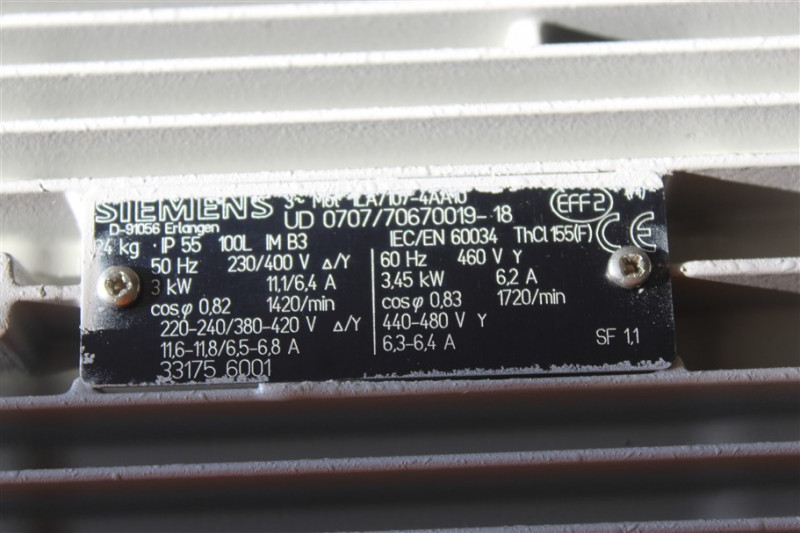 SIEMENS 3~ Mot. 1LA7107-4AA10 EFF2
D-91056 Erlangen UD 0707/70670019-18 CE
24 kg IP 55 100L IM B3 IEC/EN 60034 ThCl.155(F)
50 Hz 230/400 V Δ/Y 60 Hz 460 V Y
3 kW 11,1/6,4 A 3,45 kW 6,2 A
cosφ 0,82 1420/min cosφ 0,83 1720/min
220-240/380-420 V Δ/Y 440-480 V Y
11,6-11,8/6,5-6,8 A 6,3-6,4 A SF 1,1
33175 6001